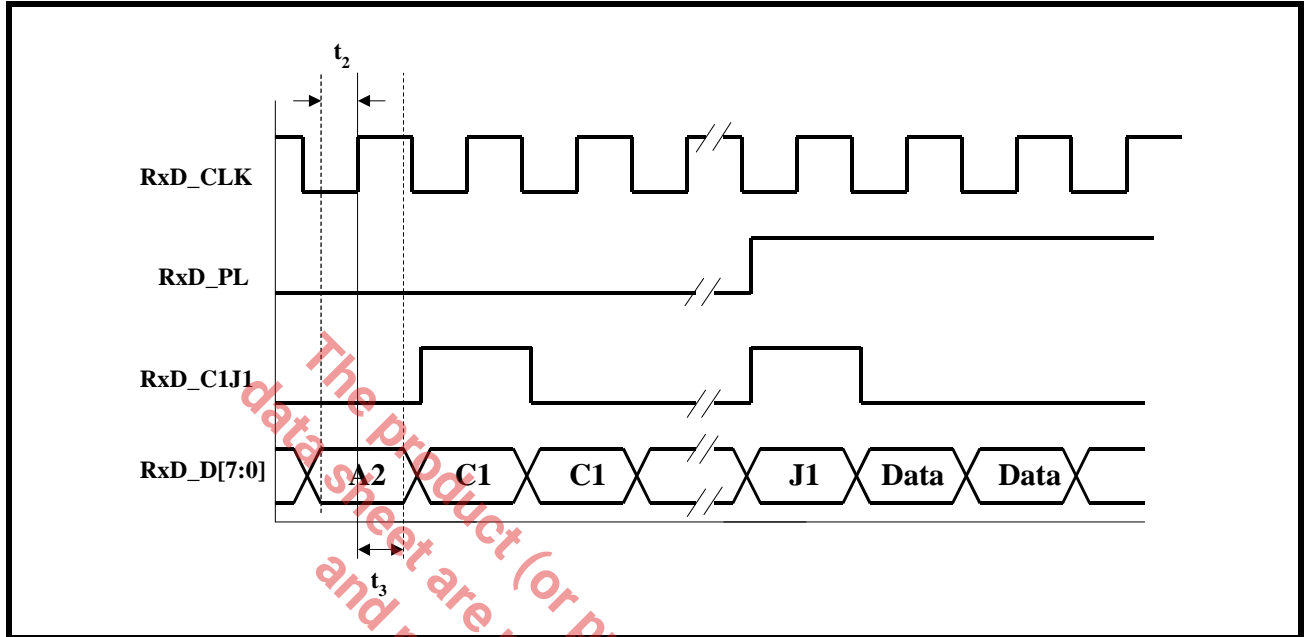 t2
RxD_CLK
RxD_PL
RxD_C1J1
RxD_D[7:0]
A2 C1 C1 J1 Data Data
t3
The product (or
data sheet are
and